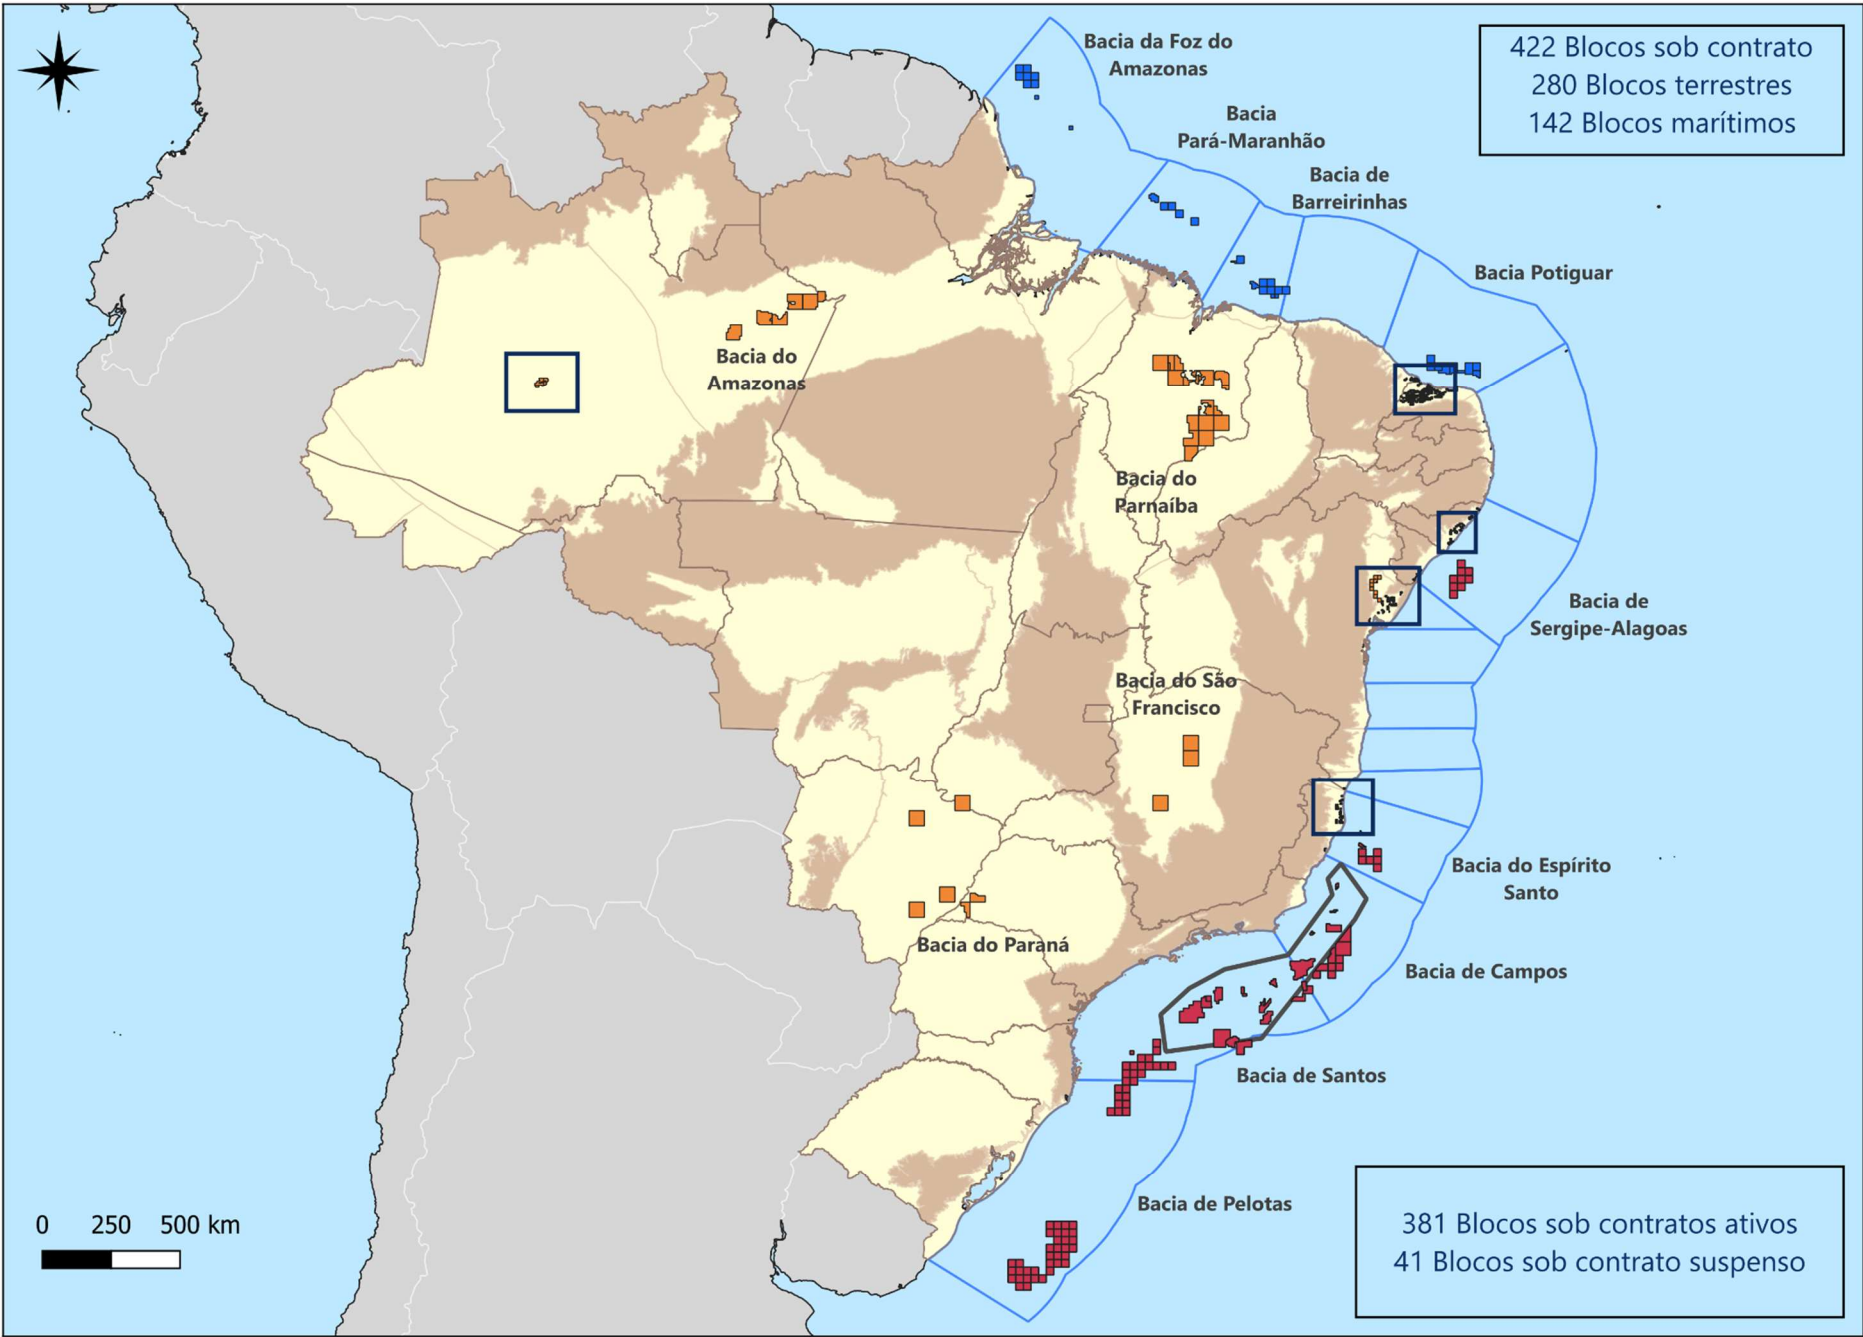 Bacia da Foz do
Amazonas
422 Blocos sob contrato
280 Blocos terrestres
142 Blocos marítimos
Bacia
Pará-Maranhão
Bacia de
Barreirinhas
Bacia Potiguar
Bacia do
Amazonas
Bacia do
Parnaíba
Bacia de
Sergipe-Alagoas
Bacia do São
Francisco
Bacia do Espírito
Santo
Bacia do Paraná
Bacia de Campos
Bacia de Santos
Bacia de Pelotas
0 250 500 km
381 Blocos sob contratos ativos
41 Blocos sob contrato suspenso